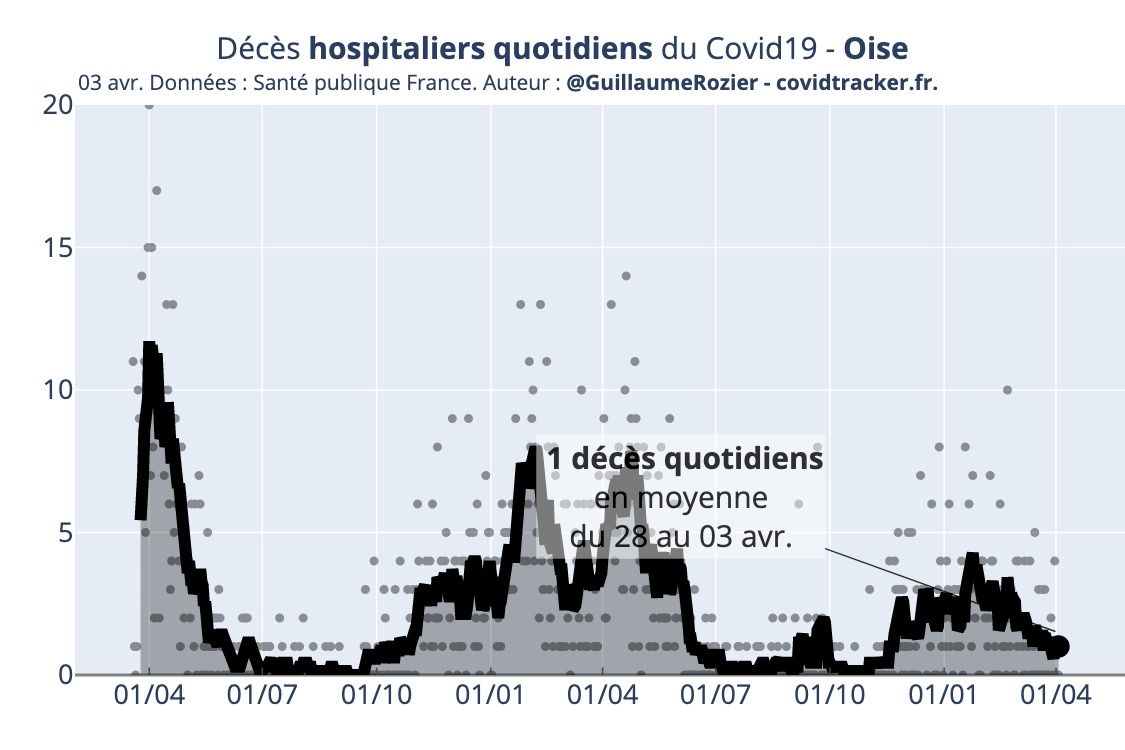 Décès hospitaliers quotidiens du Covid19 - Oise
03 avr. Données : Santé publique France. Auteur : @GuillaumeRozier - covidtracker.fr.
20
15
10
5
0
1 décès quotidiens
en moyenne
du 28 au 03 avr.
01/04 01/07 01/10 01/01 01/04 01/07 01/10 01/01 01/04